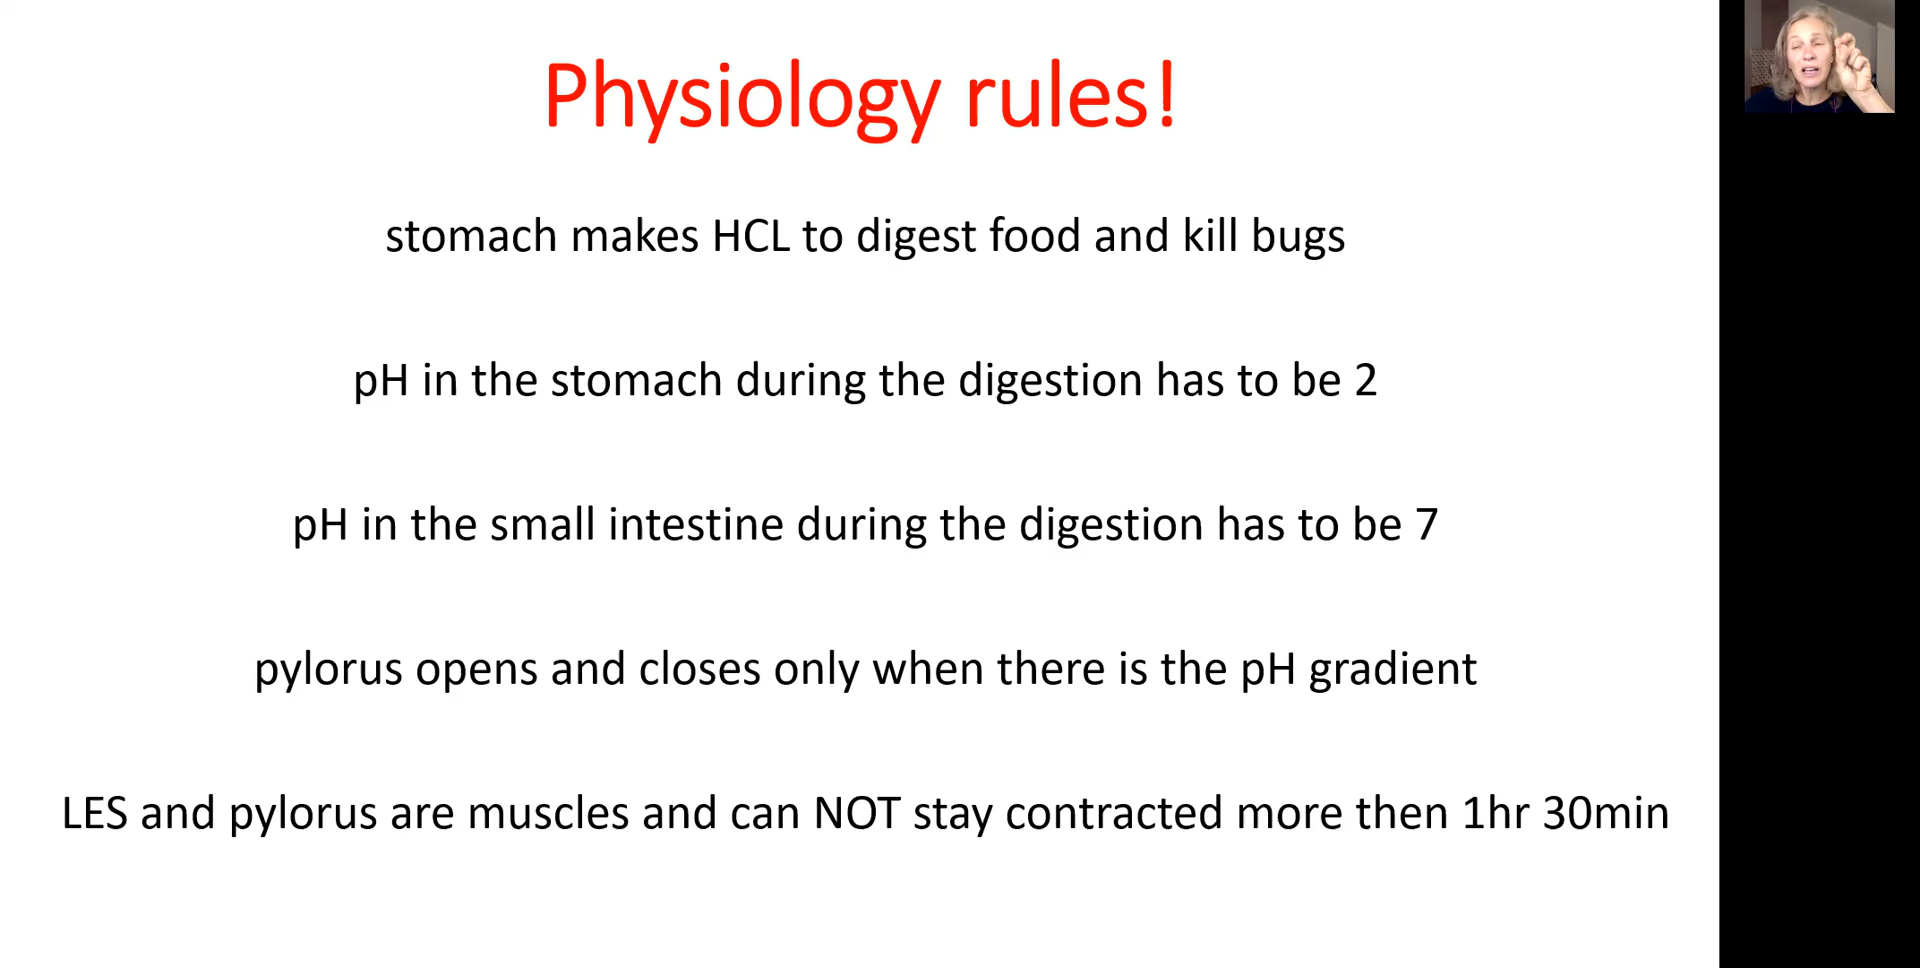 Physiology rules!
stomach makes HCL to digest food and kill bugs
pH in the stomach during the digestion has to be 2
pH in the small intestine during the digestion has to be 7
pylorus opens and closes only when there is the pH gradient
LES and pylorus are muscles and can NOT stay contracted more then 1hr 30min